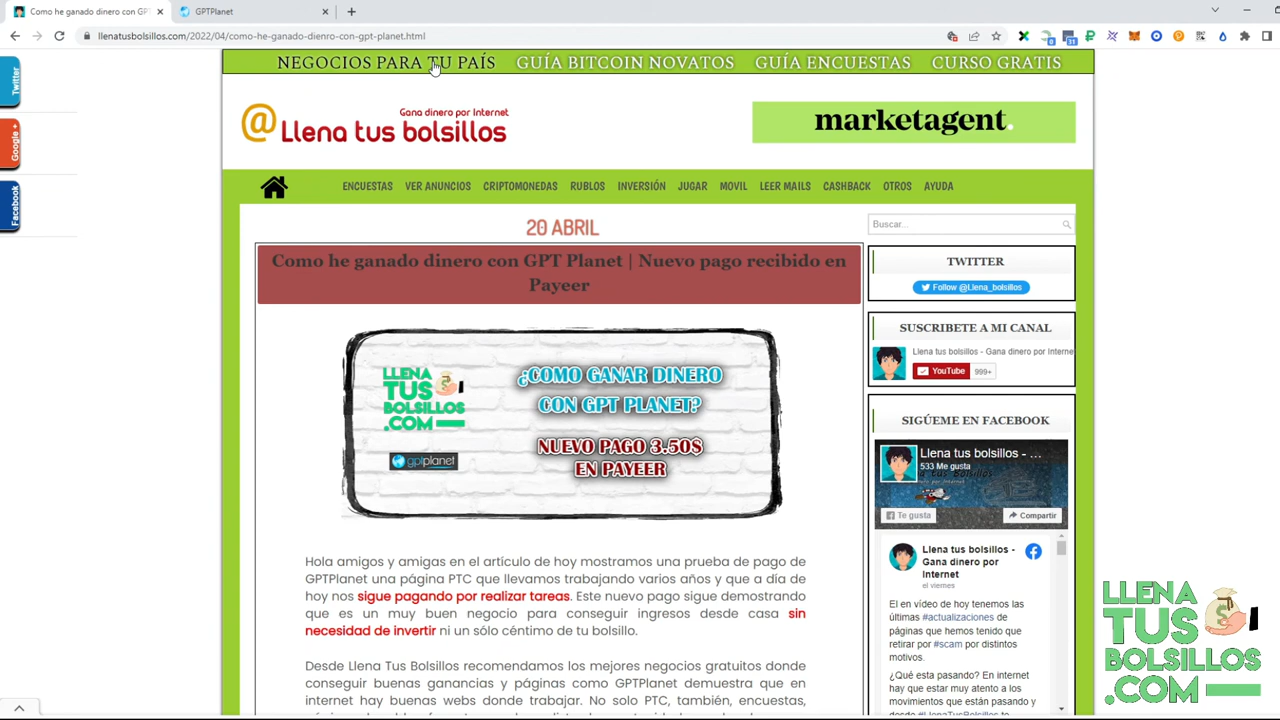 Como he ganado dinero con GPT
GPTPlanet
llenatusbolsillos.com/2022/04/como-he-ganado-dienro-con-gpt-planet.html
NEGOCIOS PARA TU PAÍS
GUÍA BITCOIN NOVATOS
GUÍA ENCUESTAS
CURSO GRATIS
Twitter
Google +
Facebook
Gana dinero por Internet
@ Llena tus bolsillos
marketagent.
ENCUESTAS
VER ANUNCIOS
CRIPTOMONEDAS
RUBLOS
INVERSIÓN
JUGAR
MOVIL
LEER MAILS
CASHBACK
OTROS
AYUDA
20 ABRIL
Como he ganado dinero con GPT Planet | Nuevo pago recibido en
Payeer
LLENA
TUS
BOLSILLOS
.COM
gptplanet
¿COMO GANAR DINERO
CON GPT PLANET?
NUEVO PAGO 3.50$
EN PAYEER
Hola amigos y amigas en el artículo de hoy mostramos una prueba de pago de
GPTPlanet una página PTC que llevamos trabajando varios años y que a día de
hoy nos sigue pagando por realizar tareas. Este nuevo pago sigue demostrando
que es un muy buen negocio para conseguir ingresos desde casa sin
necesidad de invertir ni un sólo céntimo de tu bolsillo.
Desde Llena Tus Bolsillos recomendamos los mejores negocios gratuitos donde
conseguir buenas ganancias y páginas como GPTPlanet demuestra que en
internet hay buenas webs donde trabajar. No solo PTC, también, encuestas,
Buscar...
TWITTER
Follow @Llena_bolsillos
SUSCRIBETE A MI CANAL
Llena tus bolsillos - Gana dinero por Interne
YouTube
999+
SIGÚEME EN FACEBOOK
Llena tus bolsillos - ...
533 Me gusta
Te gusta
Compartir
Llena tus bolsillos -
Gana dinero por
Internet
el viernes
El en vídeo de hoy tenemos las
últimas #actualizaciones de
páginas que hemos tenido que
retirar por #scam por distintos
motivos.
¿Qué esta pasando? En internet
hay que estar muy atento a los
movimientos que están pasando y
LLENA
TUS
BOLSILLOS
.COM